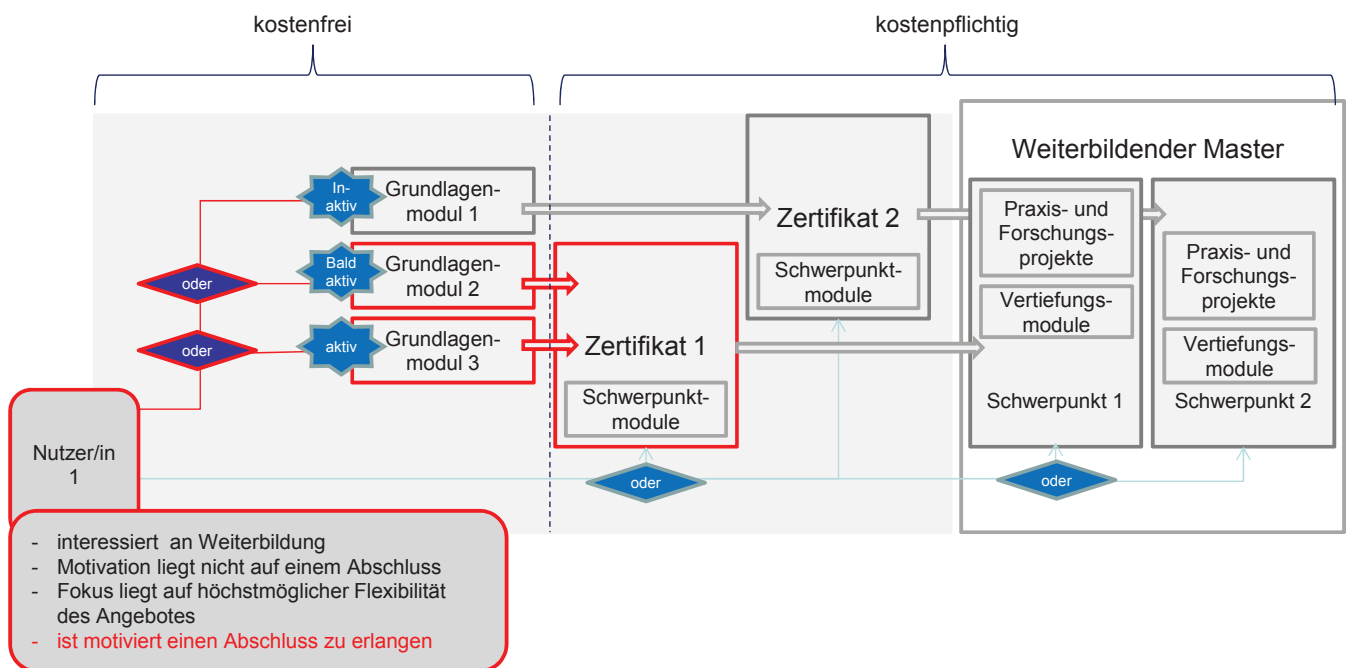 kostenfrei
kostenpflichtig
In-
aktiv
Grundlagen-
modul 1
Bald
aktiv
Grundlagen-
modul 2
aktiv
Grundlagen-
modul 3
oder
oder
Zertifikat 1
Schwerpunkt-
module
Zertifikat 2
Schwerpunkt-
module
Weiterbildender Master
Praxis- und
Forschungs-
projekte
Vertiefungs-
module
Schwerpunkt 1
Praxis- und
Forschungs-
projekte
Vertiefungs-
module
Schwerpunkt 2
Nutzer/in
1
oder
oder
- interessiert an Weiterbildung
- Motivation liegt nicht auf einem Abschluss
- Fokus liegt auf höchstmöglicher Flexibilität
des Angebotes
- ist motiviert einen Abschluss zu erlangen